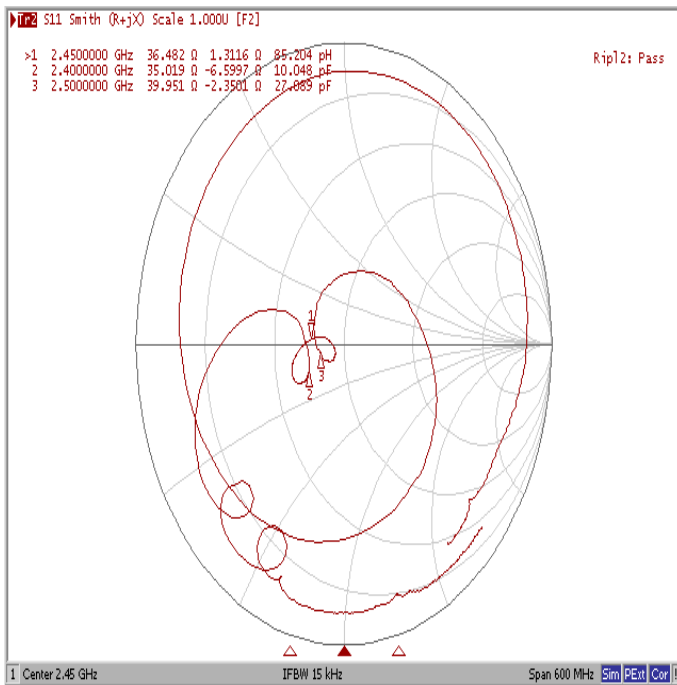 Tr2 S11 Smith (R+jX) Scale 1.000U [F2]
>1 2.4500000 GHz 36.482 Ω 1.3116 Ω 85.204 pH
2 2.4000000 GHz 35.019 Ω -6.5997 Ω 10.048 pF
3 2.5000000 GHz 39.951 Ω -2.3501 Ω 27.089 pF
Ripl2: Pass
1
2
3
1 Center 2.45 GHz IFBW 15 kHz Span 600 MHz Sim PExt Cor